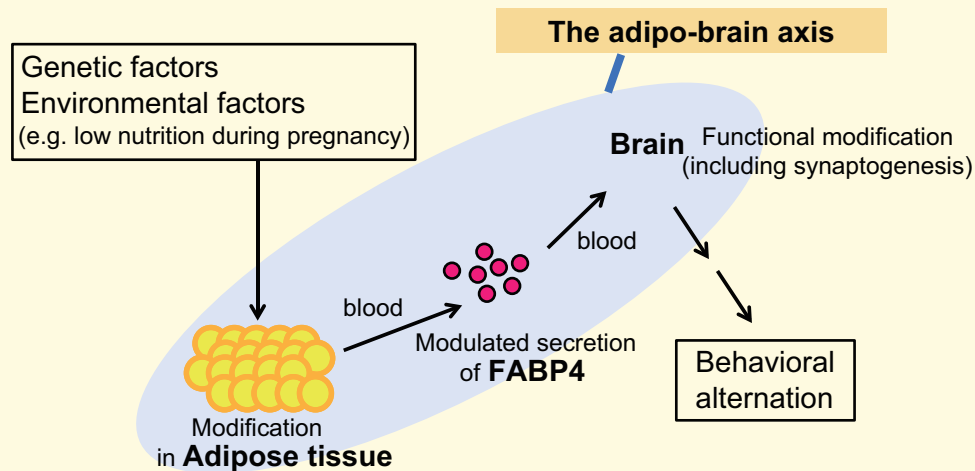 The adipo-brain axis
Genetic factors
Environmental factors
(e.g. low nutrition during pregnancy)
Brain
Functional modification
(including synaptogenesis)
blood
blood
Modulated secretion
of FABP4
Behavioral
alternation
Modification
in Adipose tissue